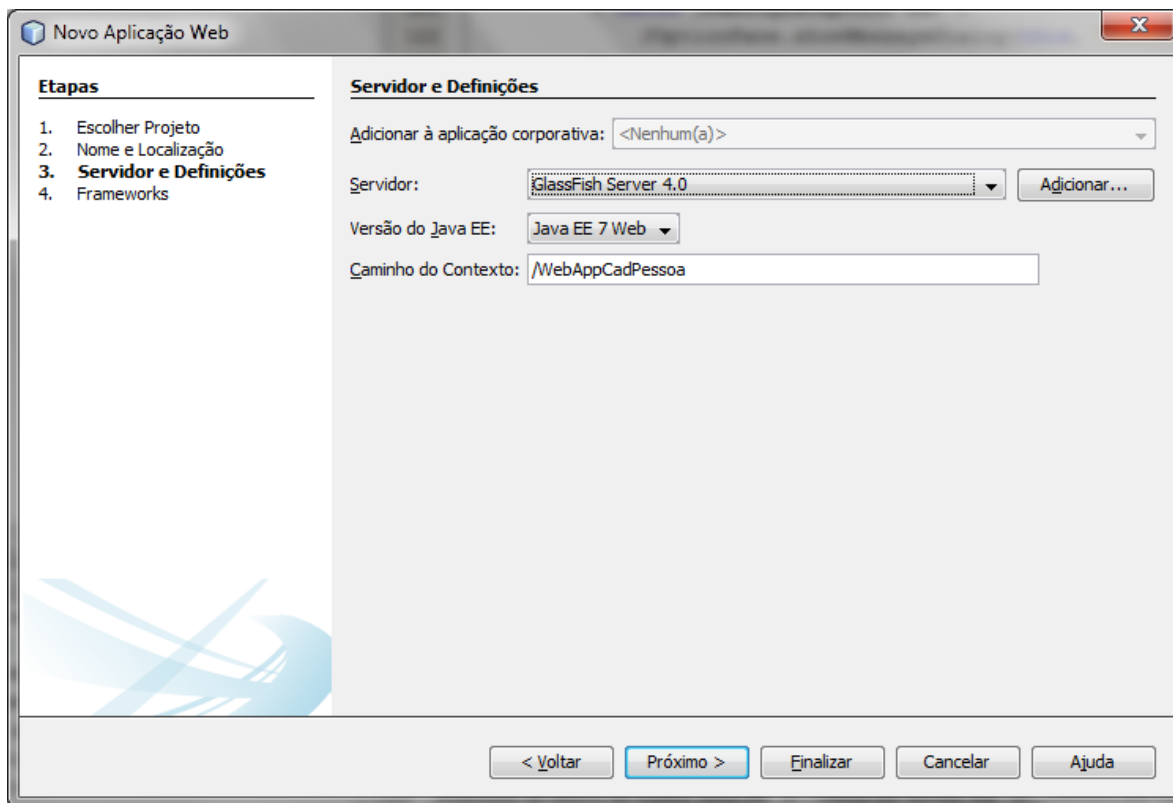 Novo Aplicação Web
Etapas
1. Escolher Projeto
2. Nome e Localização
3. Servidor e Definições
4. Frameworks
Servidor e Definições
Adicionar à aplicação corporativa: <Nenhum(a)>
Servidor: GlassFish Server 4.0 Adicionar...
Versão do Java EE: Java EE 7 Web
Caminho do Contexto: /WebAppCadPessoa
< Voltar Próximo > Finalizar Cancelar Ajuda